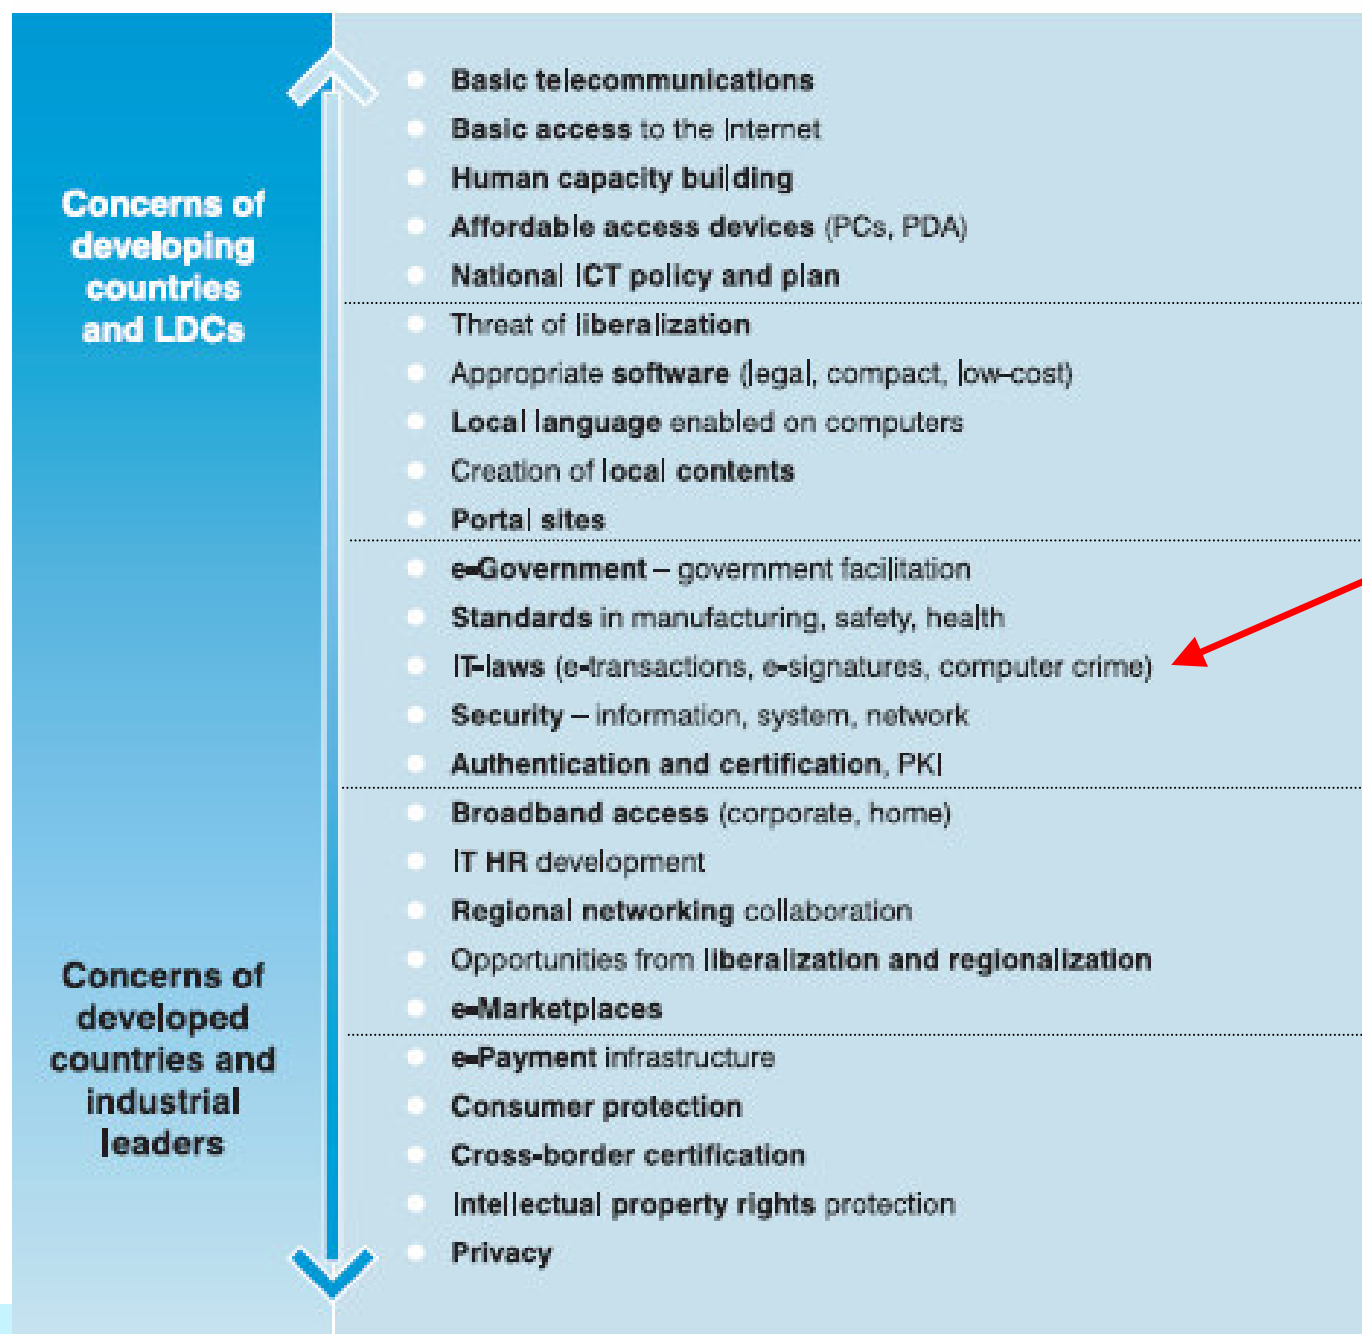 Concerns of
developing
countries
and LDCs
Concerns of
developed
countries and
industrial
leaders
Basic telecommunications
Basic access to the Internet
Human capacity building
Affordable access devices (PCs, PDA)
National ICT policy and plan
Threat of liberalization
Appropriate software (legal, compact, low-cost)
Local language enabled on computers
Creation of local contents
Portal sites
e-Government – government facilitation
Standards in manufacturing, safety, health
IT-laws (e-transactions, e-signatures, computer crime)
Security – information, system, network
Authentication and certification, PKI
Broadband access (corporate, home)
IT HR development
Regional networking collaboration
Opportunities from liberalization and regionalization
e-Marketplaces
e-Payment infrastructure
Consumer protection
Cross-border certification
Intellectual property rights protection
Privacy